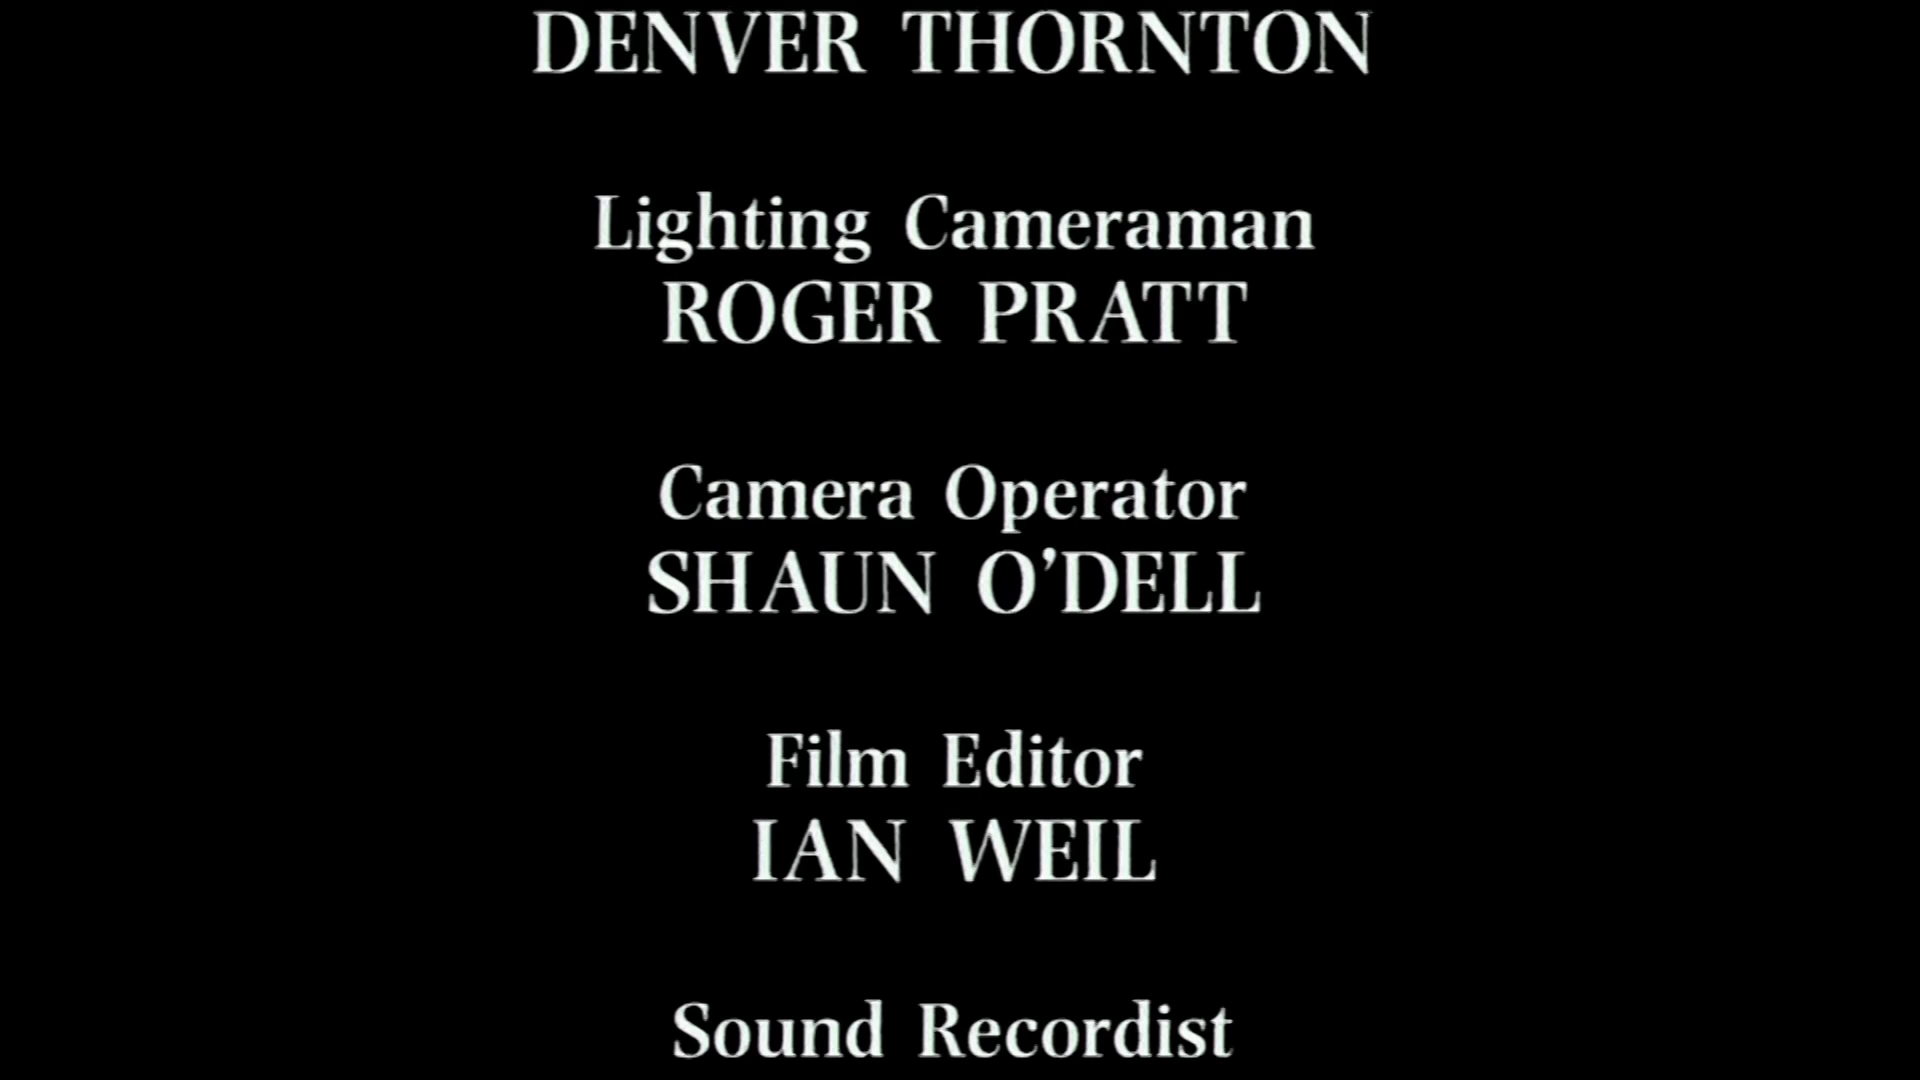 DENVER THORNTON
Lighting Cameraman
ROGER PRATT
Camera Operator
SHAUN O’DELL
Film Editor
IAN WEIL
Sound Recordist